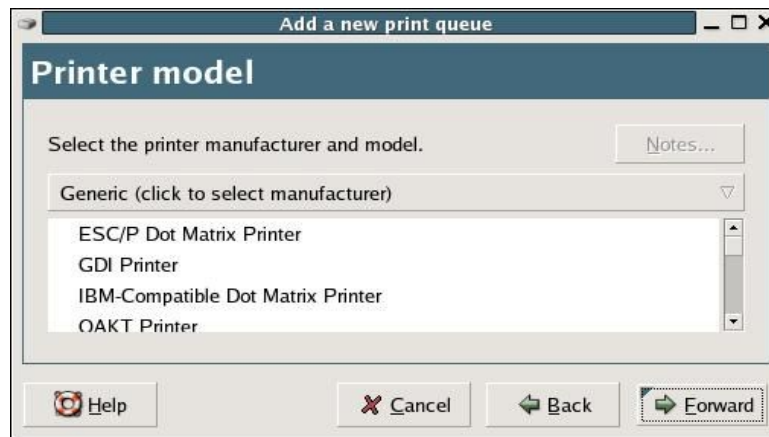 Add a new print queue
Printer model
Select the printer manufacturer and model.
Notes...
Generic (click to select manufacturer)
ESC/P Dot Matrix Printer
GDI Printer
IBM-Compatible Dot Matrix Printer
OAKT Printer
Help
Cancel
Back
Forward